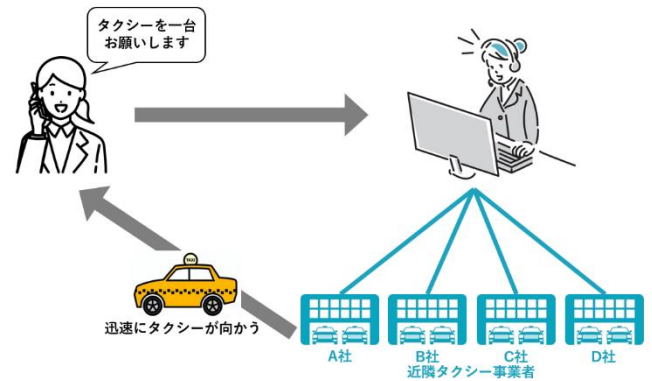 タクシーを一台
お願いします
TAXI
迅速にタクシーが向かう
A社
B社
C社
D社
近隣タクシー事業者